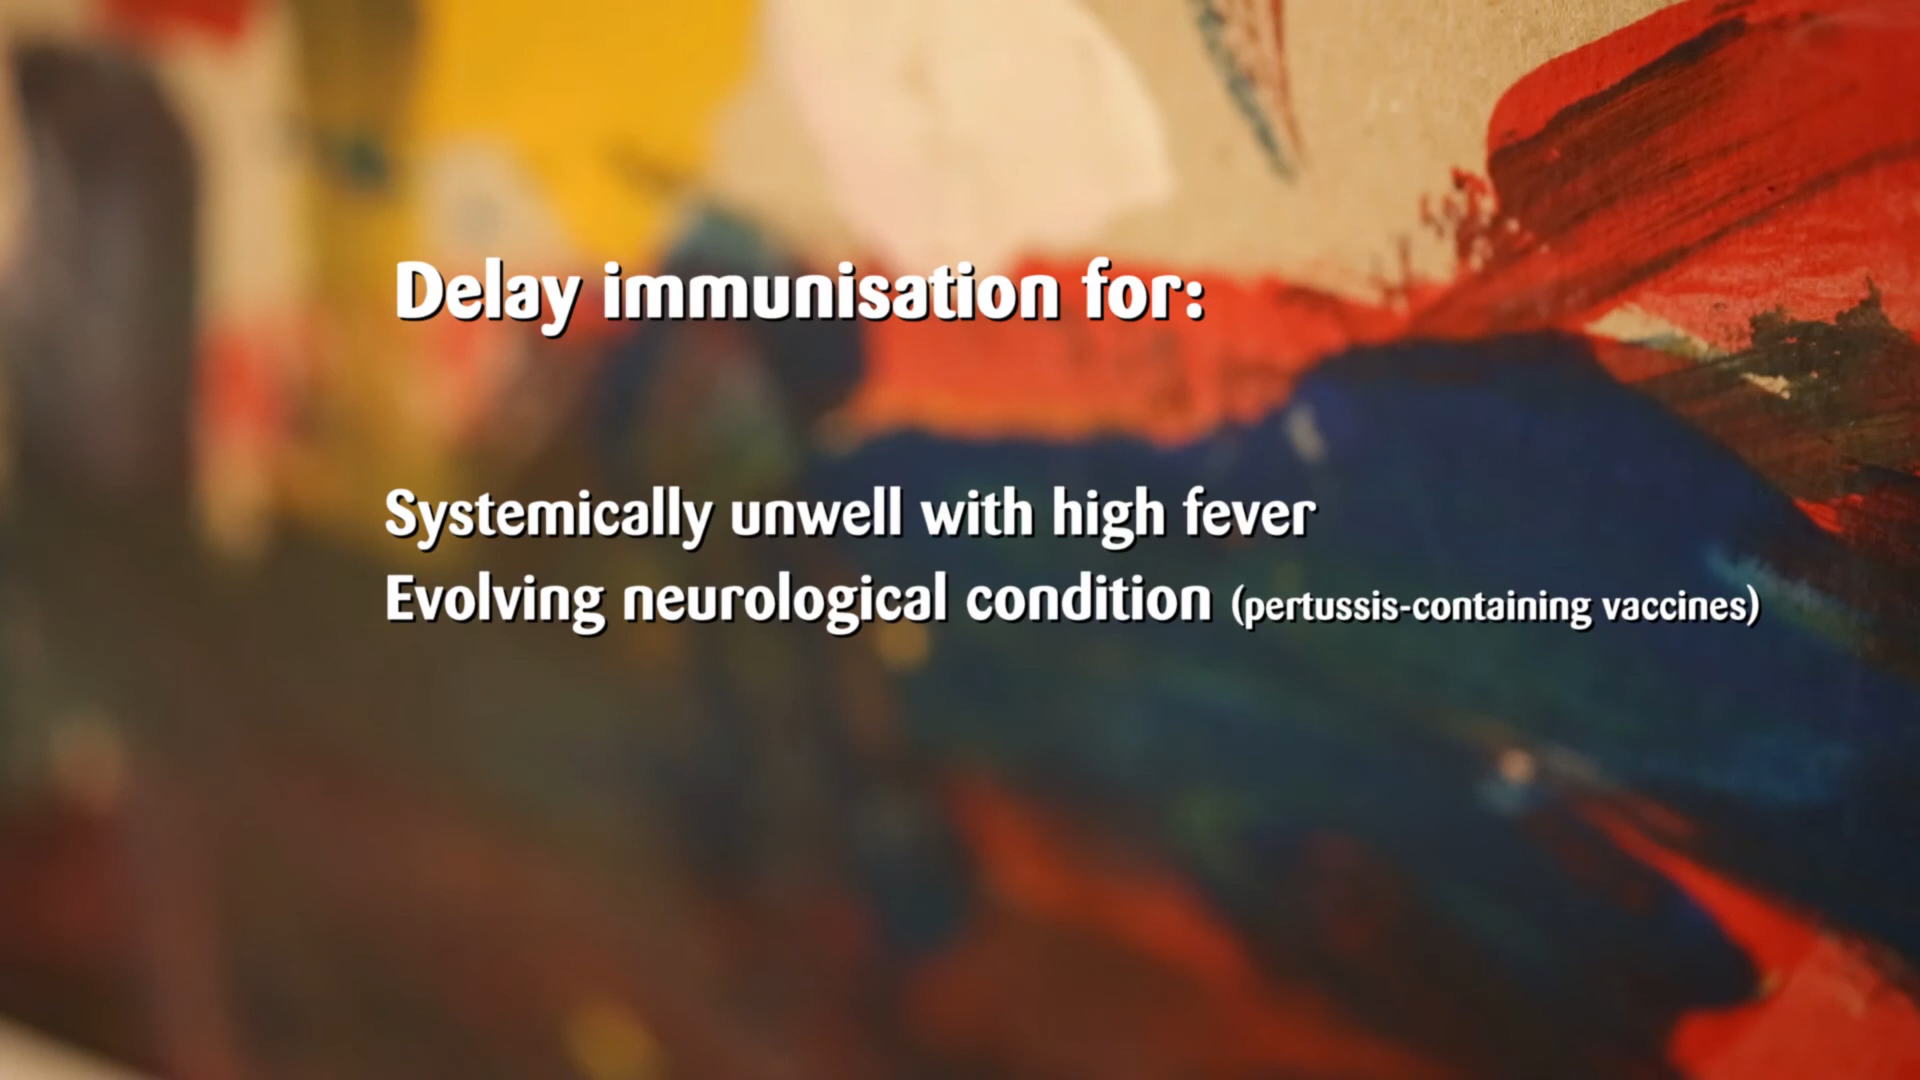 Delay immunisation for:
Systemically unwell with high fever
Evolving neurological condition (pertussis-containing vaccines)